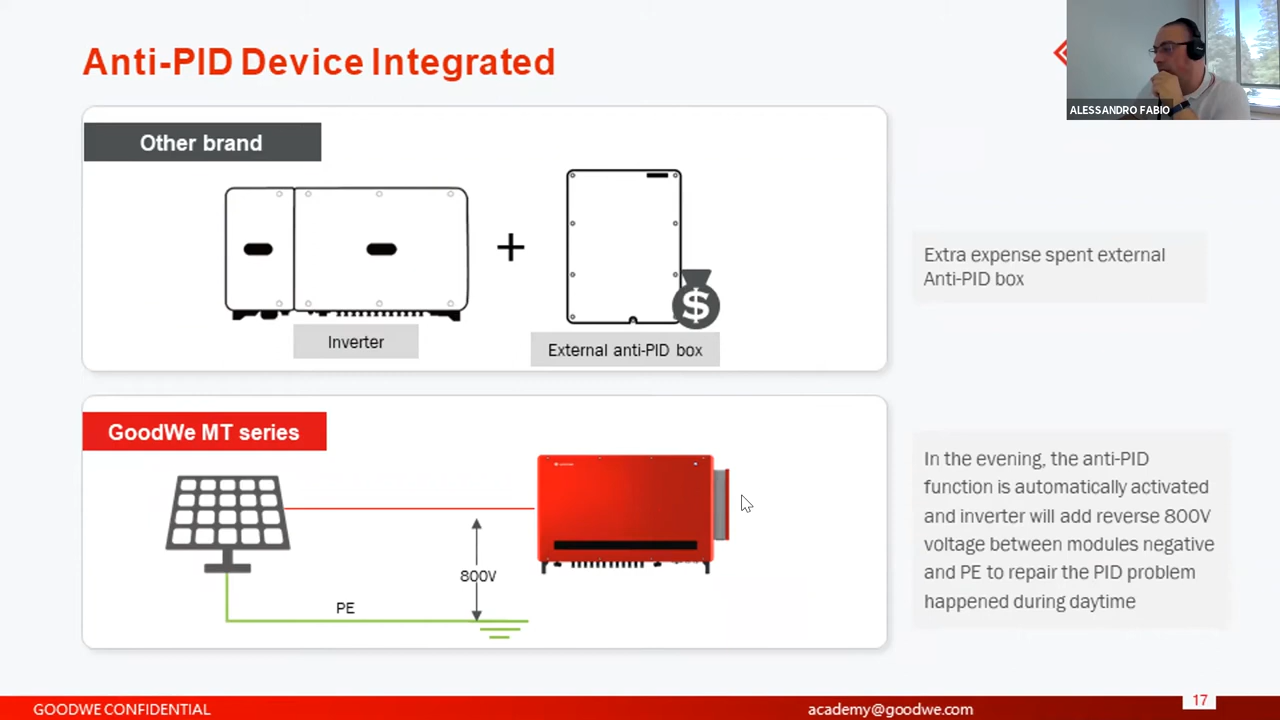 Anti-PID Device Integrated
ALESSANDRO FABIO
Other brand
+
$
Inverter
External anti-PID box
Extra expense spent external
Anti-PID box
GoodWe MT series
800V
PE
In the evening, the anti-PID
function is automatically activated
and inverter will add reverse 800V
voltage between modules negative
and PE to repair the PID problem
happened during daytime
17
GOODWE CONFIDENTIAL
academy@goodwe.com